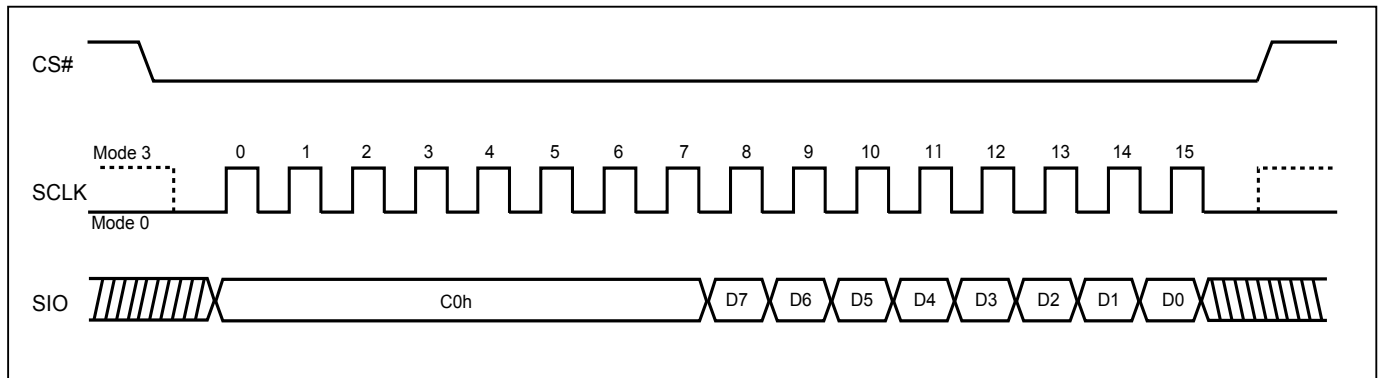 CS#
Mode 3
0 1 2 3 4 5 6 7 8 9 10 11 12 13 14 15
SCLK
Mode 0
SIO
C0h D7 D6 D5 D4 D3 D2 D1 D0